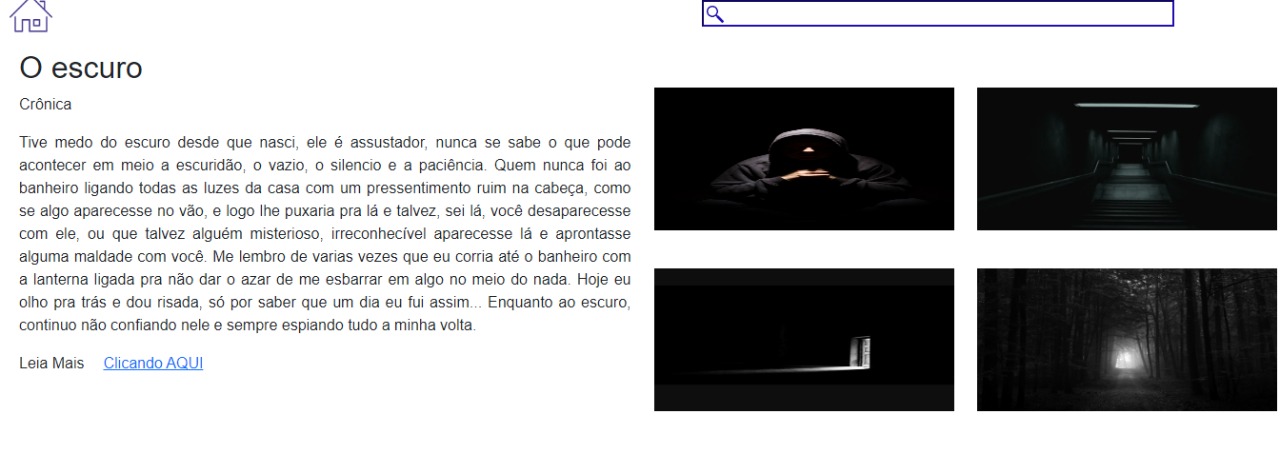 O escuro
Crônica
Tive medo do escuro desde que nasci, ele é assustador, nunca se sabe o que pode
acontecer em meio a escuridão, o vazio, o silencio e a paciência. Quem nunca foi ao
banheiro ligando todas as luzes da casa com um pressentimento ruim na cabeça, como
se algo aparecesse no vão, e logo lhe puxaria pra lá e talvez, sei lá, você desaparecesse
com ele, ou que talvez alguém misterioso, irreconhecível aparecesse lá e aprontasse
alguma maldade com você. Me lembro de varias vezes que eu corria até o banheiro com
a lanterna ligada pra não dar o azar de me esbarrar em algo no meio do nada. Hoje eu
olho pra trás e dou risada, só por saber que um dia eu fui assim... Enquanto ao escuro,
continuo não confiando nele e sempre espiando tudo a minha volta.
Leia Mais Clicando AQUI